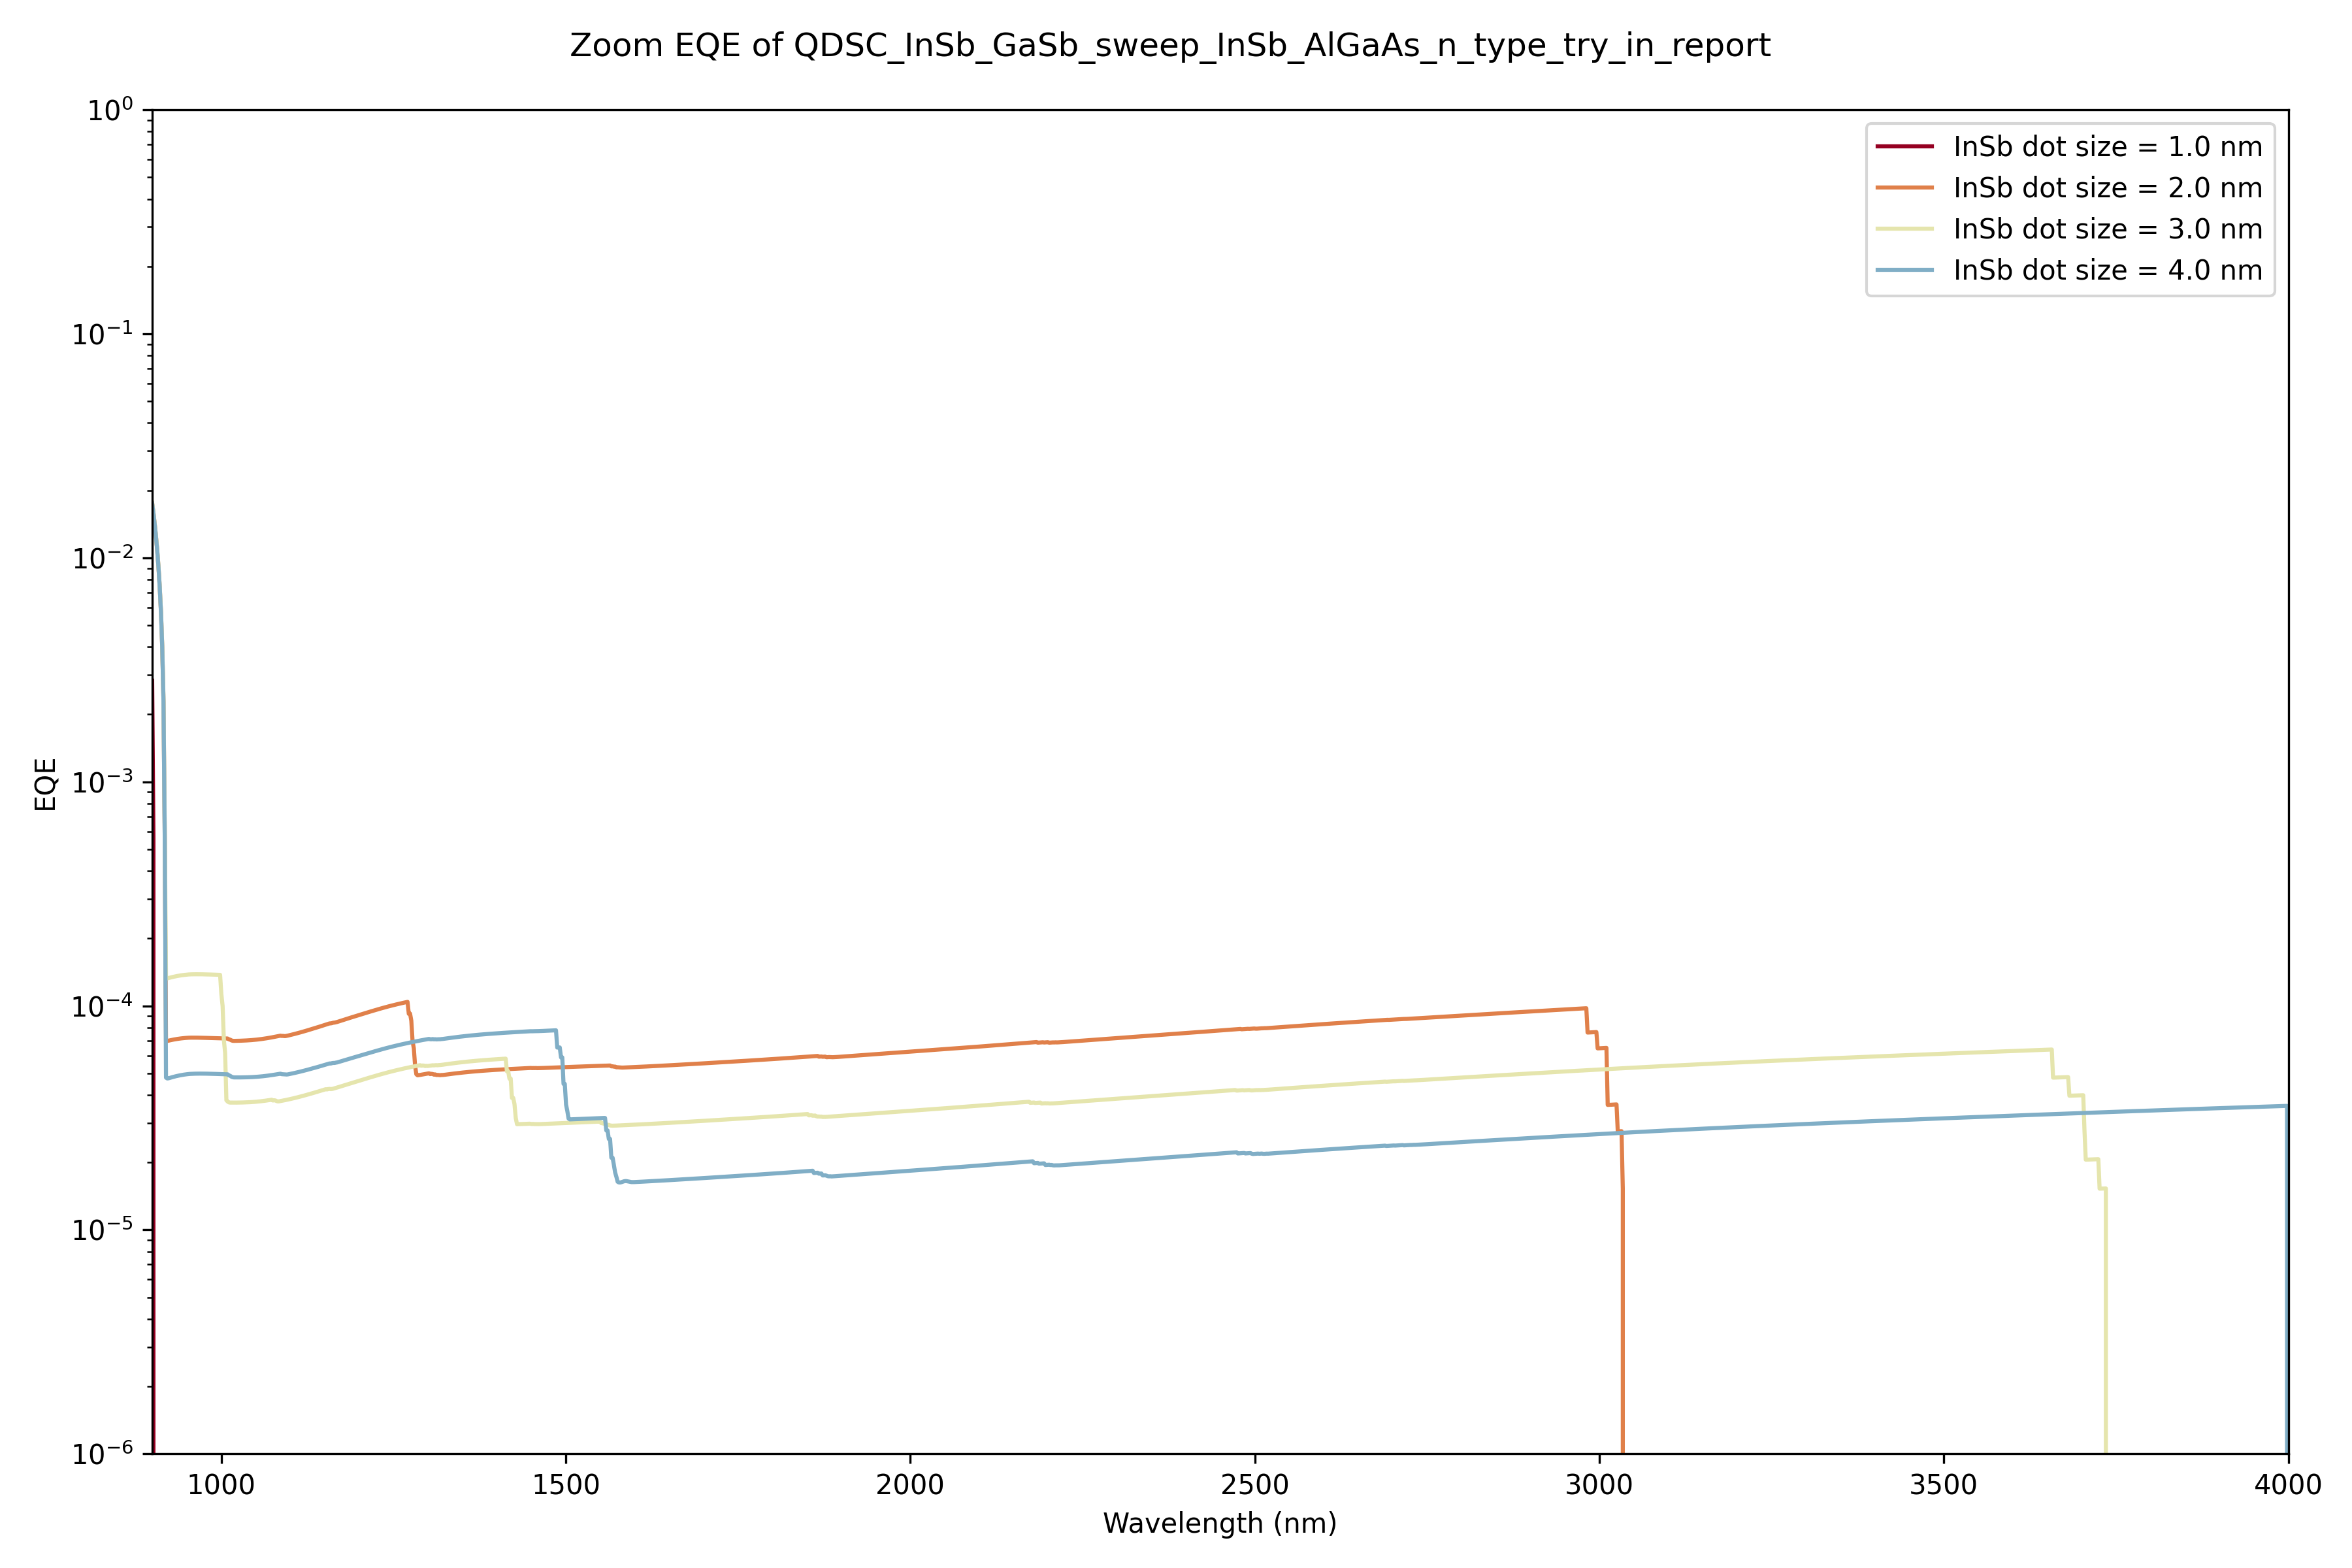 Zoom EQE of QDSC_InSb_GaSb_sweep_InSb_AlGaAs_n_type_try_in_report
InSb dot size = 1.0 nm
InSb dot size = 2.0 nm
InSb dot size = 3.0 nm
InSb dot size = 4.0 nm
EQE
10⁰
10⁻¹
10⁻²
10⁻³
10⁻⁴
10⁻⁵
10⁻⁶
1000 1500 2000 2500 3000 3500 4000
Wavelength (nm)